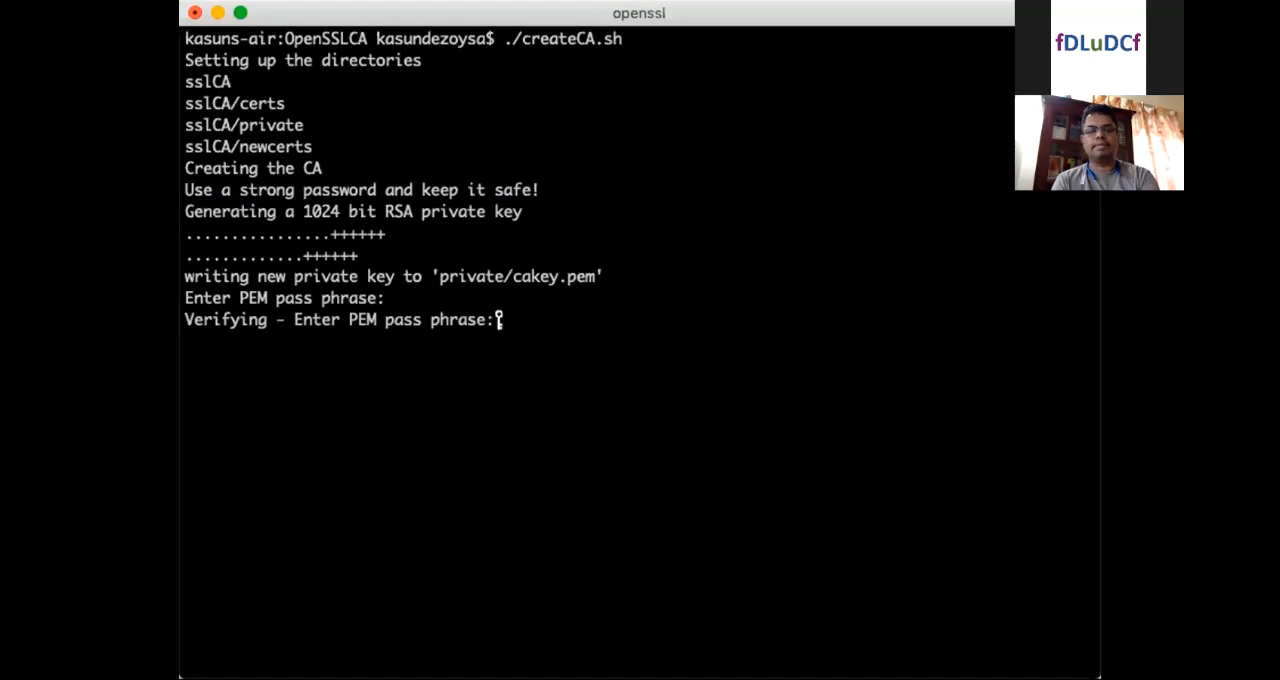 openssl
kasuns-air:OpenSSLCA kasundezoysa$ ./createCA.sh
Setting up the directories
sslCA
sslCA/certs
sslCA/private
sslCA/newcerts
Creating the CA
Use a strong password and keep it safe!
Generating a 1024 bit RSA private key
................++++++
.............++++++
writing new private key to 'private/cakey.pem'
Enter PEM pass phrase:
Verifying - Enter PEM pass phrase:
fDLuDCf